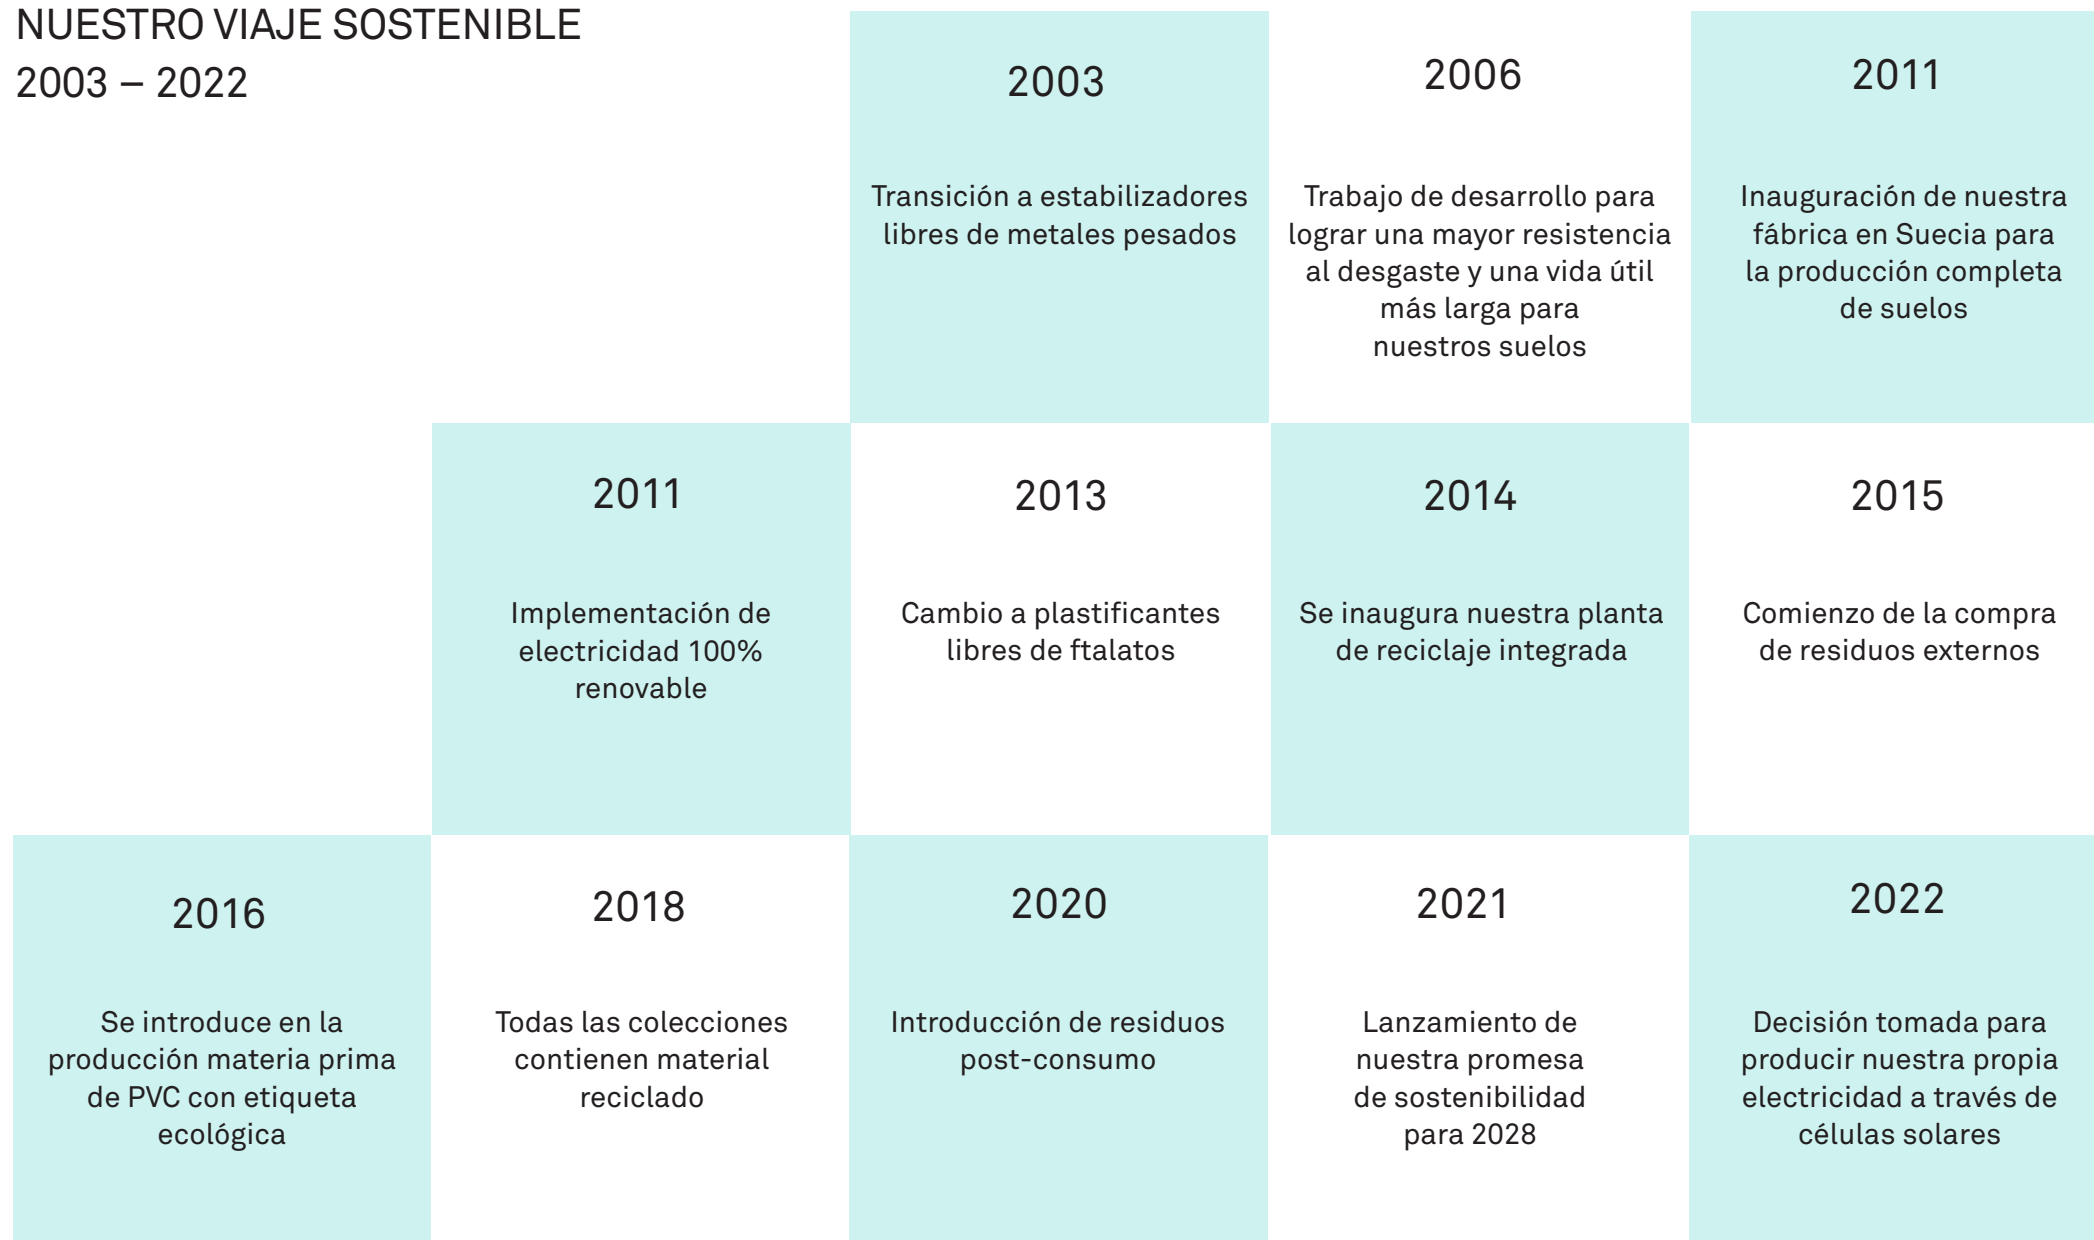 NUESTRO VIAJE SOSTENIBLE
2003 – 2022
2003
Transición a estabilizadores
libres de metales pesados
2006
Trabajo de desarrollo para
lograr una mayor resistencia
al desgaste y una vida útil
más larga para
nuestros suelos
2011
Inauguración de nuestra
fábrica en Suecia para
la producción completa
de suelos
2011
Implementación de
electricidad 100%
renovable
2013
Cambio a plastificantes
libres de ftalatos
2014
Se inaugura nuestra planta
de reciclaje integrada
2015
Comienzo de la compra
de residuos externos
2016
Se introduce en la
producción materia prima
de PVC con etiqueta
ecológica
2018
Todas las colecciones
contienen material
reciclado
2020
Introducción de residuos
post-consumo
2021
Lanzamiento de
nuestra promesa
de sostenibilidad
para 2028
2022
Decisión tomada para
producir nuestra propia
electricidad a través de
células solares